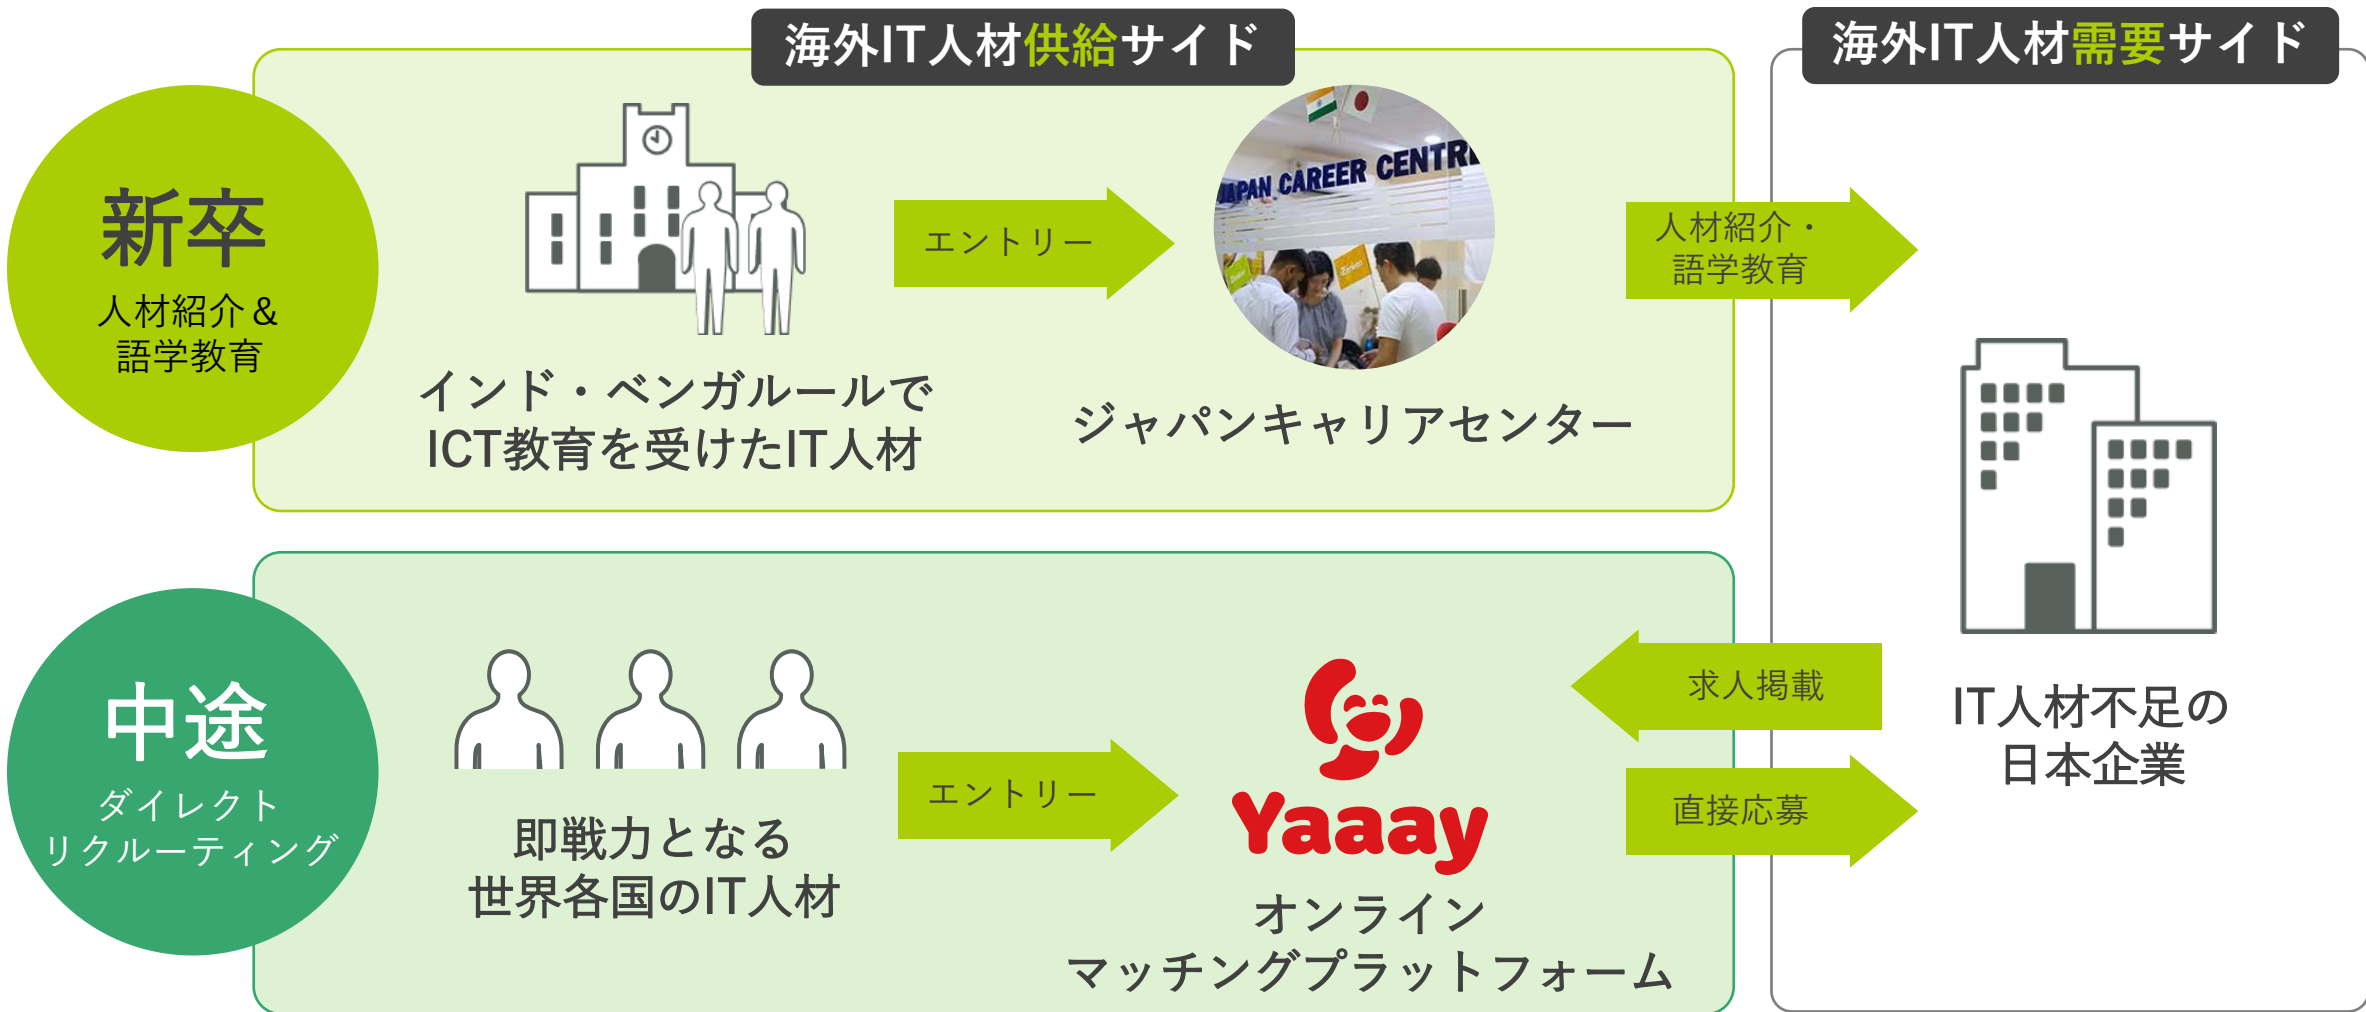 海外IT人材供給サイド
海外IT人材需要サイド
新卒
人材紹介＆
語学教育
インド・ベンガルールで
ICT教育を受けたIT人材
エントリー
JAPAN CAREER CENTRE
ジャパンキャリアセンター
人材紹介・
語学教育
中途
ダイレクト
リクルーティング
即戦力となる
世界各国のIT人材
エントリー
Yaaay
オンライン
マッチングプラットフォーム
求人掲載
直接応募
IT人材不足の
日本企業